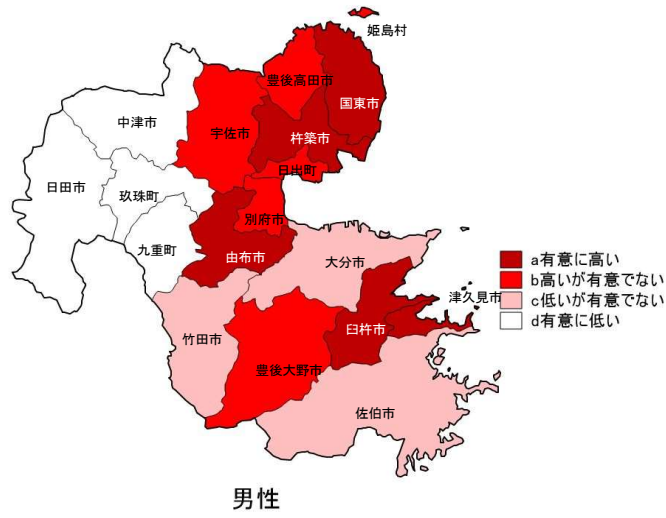 姫島村
豊後高田市
国東市
中津市
宇佐市
杵築市
日出町
日田市
玖珠町
別府市
九重町
由布市
大分市
a有意に高い
b高いが有意でない
c低いが有意でない
d有意に低い
津久見市
臼杵市
竹田市
豊後大野市
佐伯市
男性